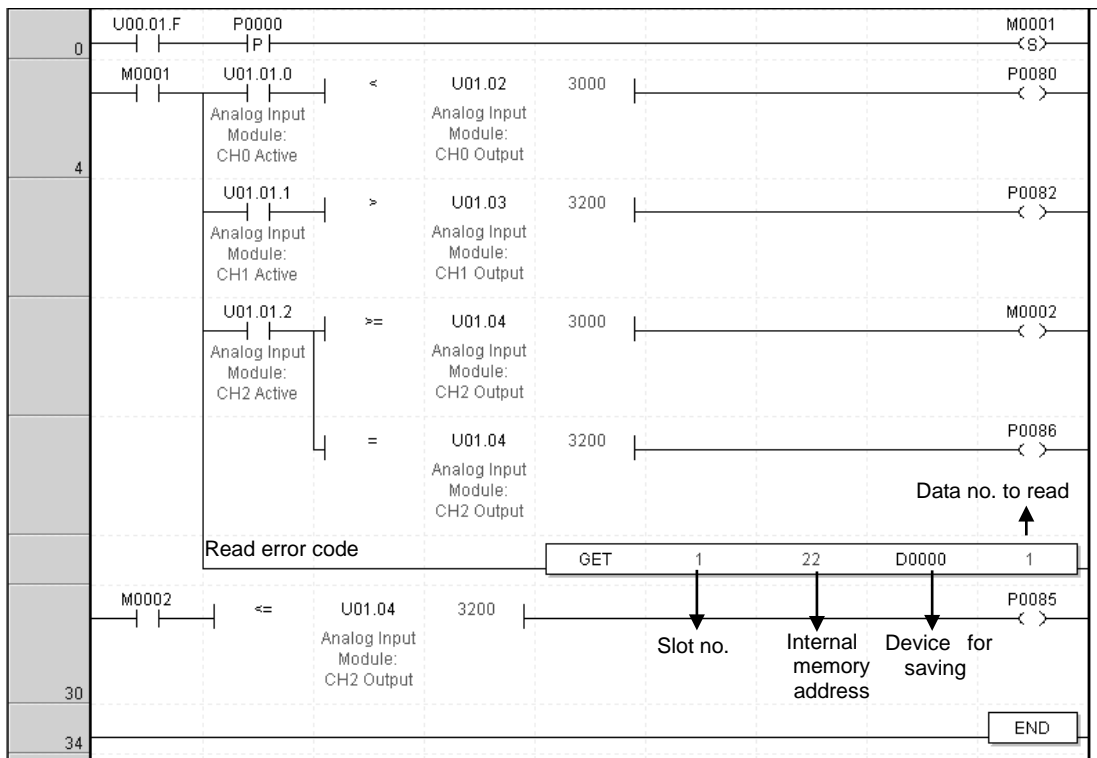 U00.01.F P0000 M0001
P S
0
M0001 U01.01.0 < U01.02 3000 P0080
Analog Input Analog Input
Module: Module:
CH0 Active CH0 Output
4
U01.01.1 > U01.03 3200 P0082
Analog Input Analog Input
Module: Module:
CH1 Active CH1 Output
U01.01.2 >= U01.04 3000 M0002
Analog Input Analog Input
Module: Module:
CH2 Active CH2 Output
= U01.04 3200 P0086
Analog Input
Module:
CH2 Output
Data no. to read
Read error code
GET 1 22 D0000 1
M0002 <= U01.04 3200 P0085
Analog Input
Module:
CH2 Output
Slot no.
Internal
memory
address
Device for
saving
30
END
34